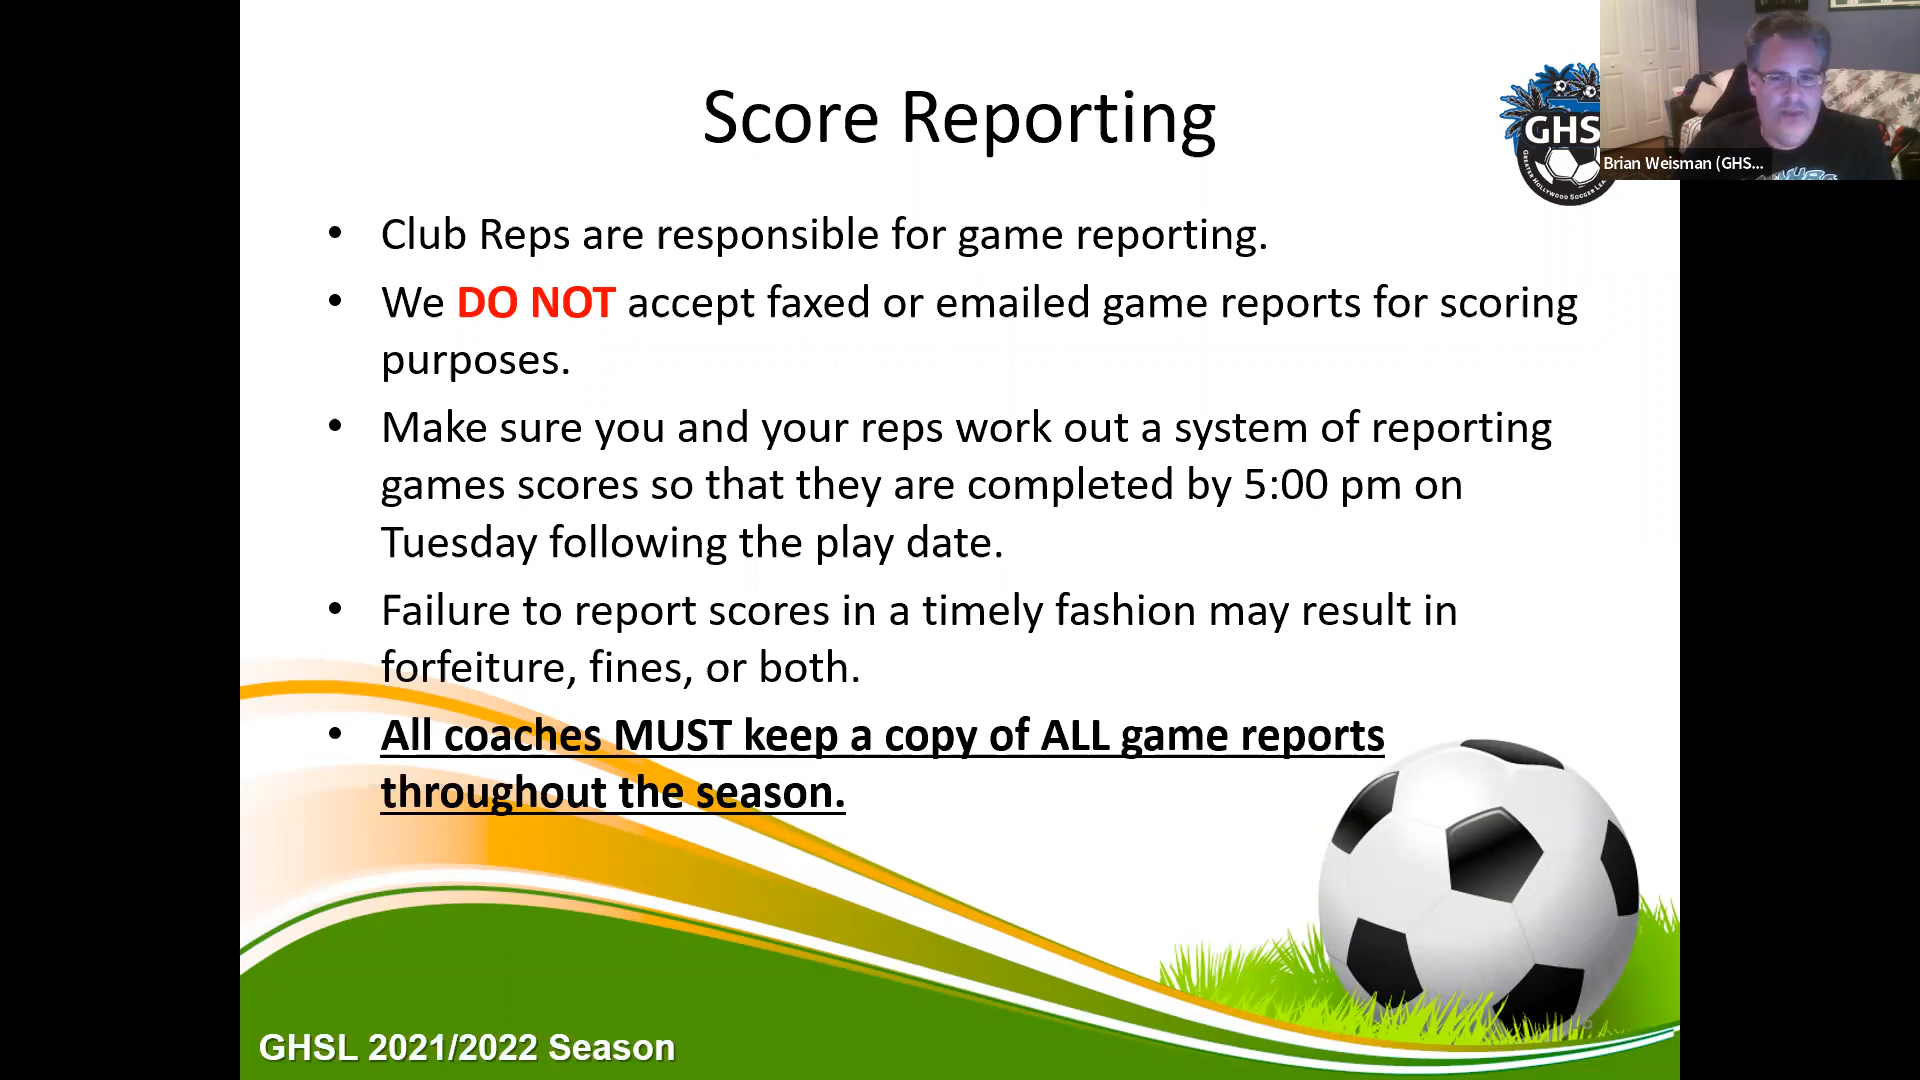 Score Reporting
GHS
GREATER HOLLYWOOD SOCCER LEA
Brian Weisman (GHS...
• Club Reps are responsible for game reporting.
• We DO NOT accept faxed or emailed game reports for scoring
purposes.
• Make sure you and your reps work out a system of reporting
games scores so that they are completed by 5:00 pm on
Tuesday following the play date.
• Failure to report scores in a timely fashion may result in
forfeiture, fines, or both.
• All coaches MUST keep a copy of ALL game reports
throughout the season.
GHSL 2021/2022 Season